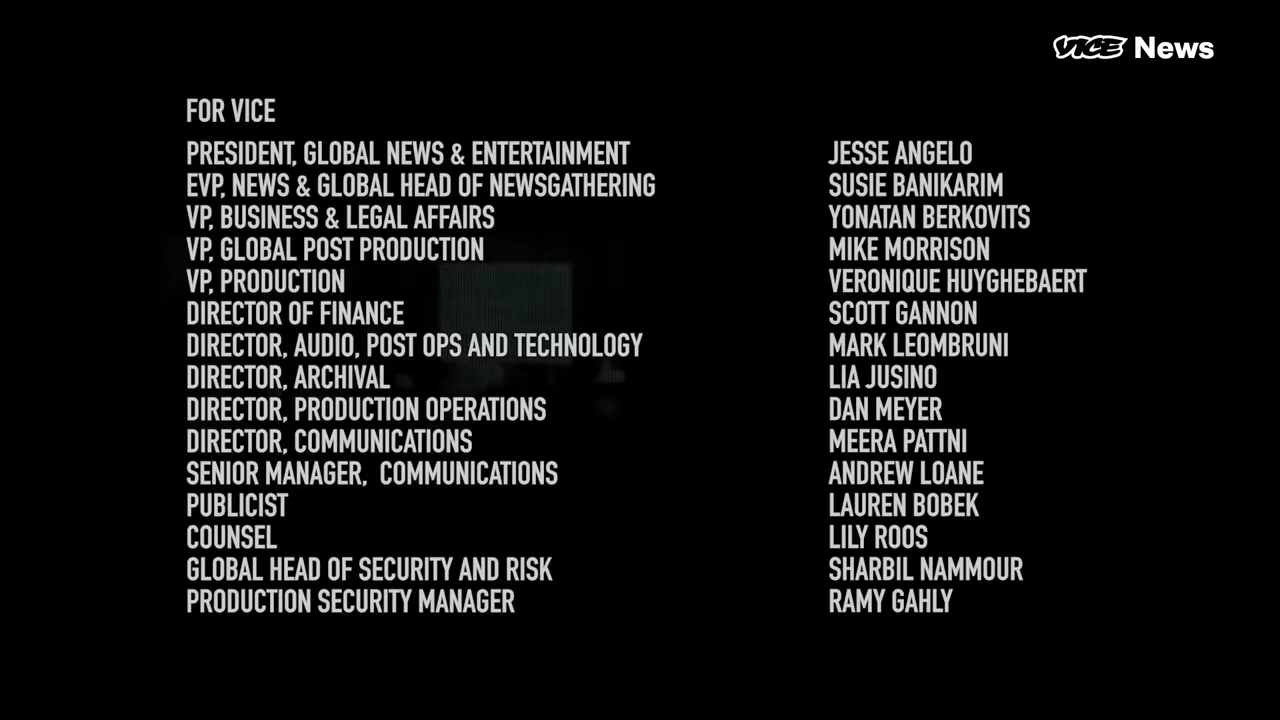 VICE News
FOR VICE
PRESIDENT, GLOBAL NEWS & ENTERTAINMENT JESSE ANGELO
EVP, NEWS & GLOBAL HEAD OF NEWSGATHERING SUSIE BANIKARIM
VP, BUSINESS & LEGAL AFFAIRS YONATAN BERKOVITS
VP, GLOBAL POST PRODUCTION MIKE MORRISON
VP, PRODUCTION VERONIQUE HUYGHEBAERT
DIRECTOR OF FINANCE SCOTT GANNON
DIRECTOR, AUDIO, POST OPS AND TECHNOLOGY MARK LEOMBRUNI
DIRECTOR, ARCHIVAL LIA JUSINO
DIRECTOR, PRODUCTION OPERATIONS DAN MEYER
DIRECTOR, COMMUNICATIONS MEERA PATTNI
SENIOR MANAGER, COMMUNICATIONS ANDREW LOANE
PUBLICIST LAUREN BOBEK
COUNSEL LILY ROOS
GLOBAL HEAD OF SECURITY AND RISK SHARBIL NAMMOUR
PRODUCTION SECURITY MANAGER RAMY GAHLY